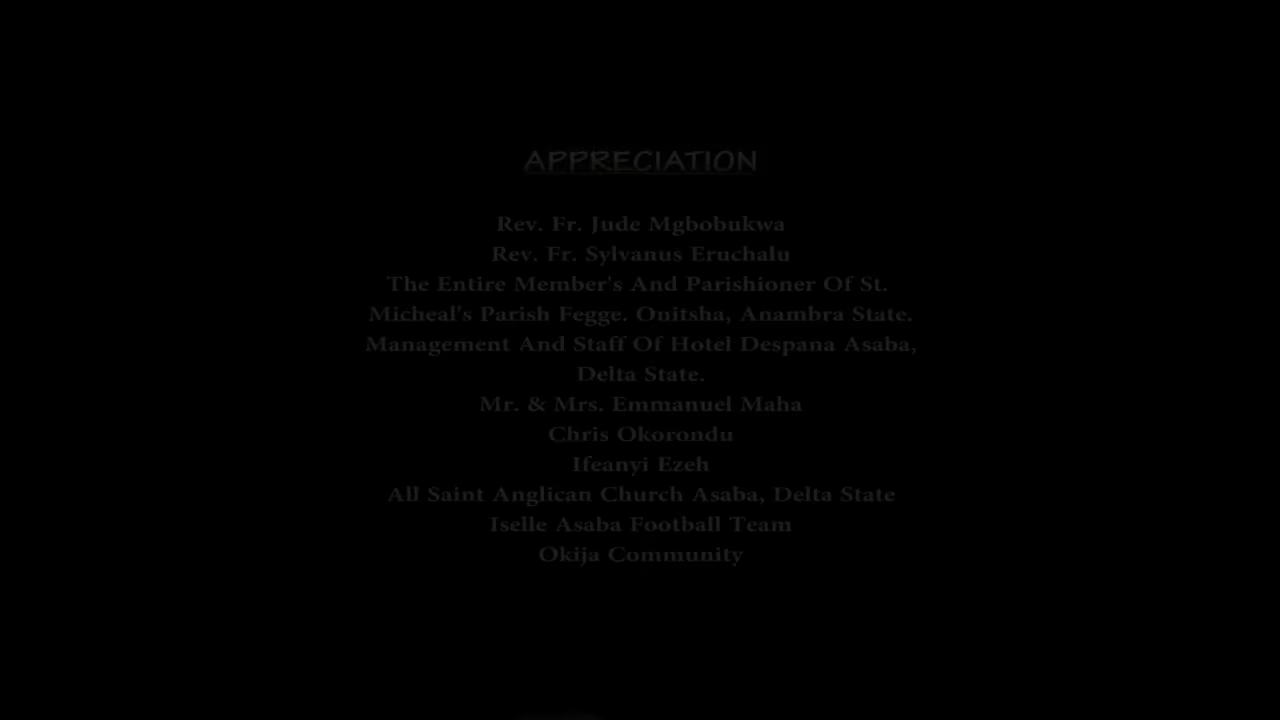 APPRECIATION
Rev. Fr. Jude Mgbobukwa
Rev. Fr. Sylvanus Eruchalu
The Entire Member's And Parishioner Of St.
Micheal's Parish Fegge. Onitsha, Anambra State.
Management And Staff Of Hotel Despana Asaba,
Delta State.
Mr. & Mrs. Emmanuel Maha
Chris Okorondu
Ifeanyi Ezeh
All Saint Anglican Church Asaba, Delta State
Iselle Asaba Football Team
Okija Community